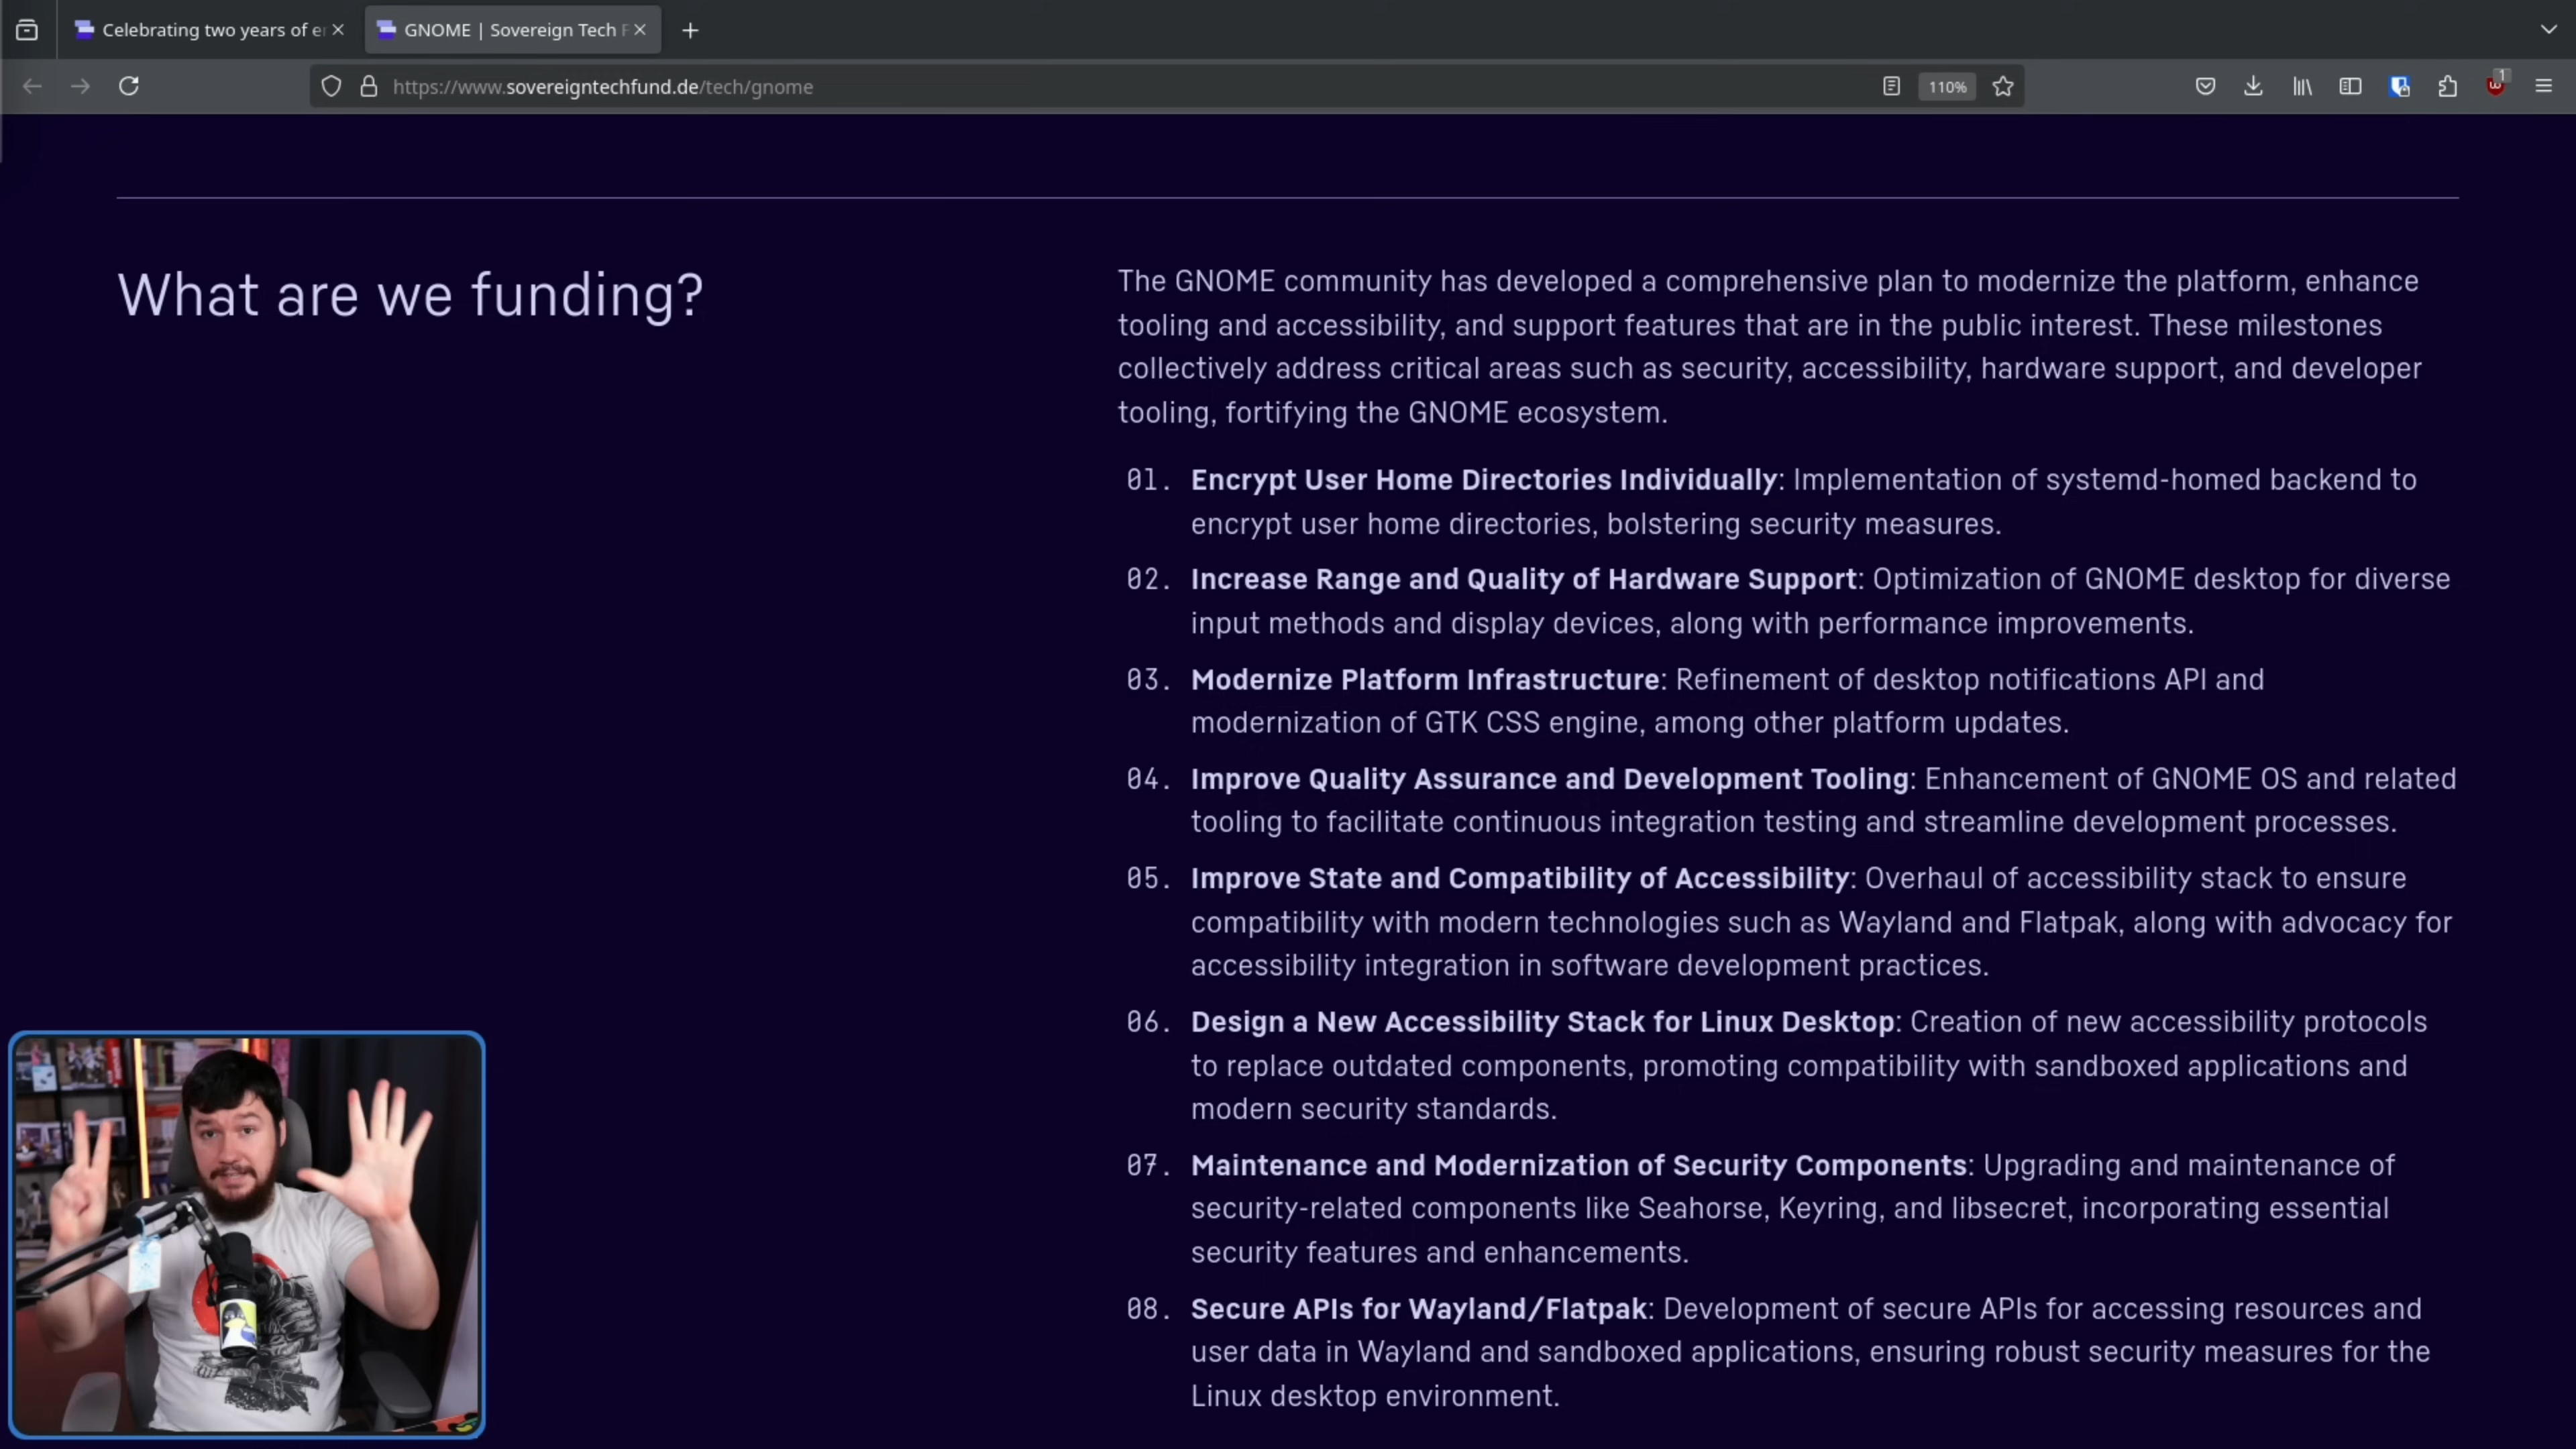 Celebrating two years of e
GNOME | Sovereign Tech F
https://www.sovereigntechfund.de/tech/gnome
110%
1
What are we funding?
The GNOME community has developed a comprehensive plan to modernize the platform, enhance
tooling and accessibility, and support features that are in the public interest. These milestones
collectively address critical areas such as security, accessibility, hardware support, and developer
tooling, fortifying the GNOME ecosystem.
01. Encrypt User Home Directories Individually: Implementation of systemd-homed backend to
encrypt user home directories, bolstering security measures.
02. Increase Range and Quality of Hardware Support: Optimization of GNOME desktop for diverse
input methods and display devices, along with performance improvements.
03. Modernize Platform Infrastructure: Refinement of desktop notifications API and
modernization of GTK CSS engine, among other platform updates.
04. Improve Quality Assurance and Development Tooling: Enhancement of GNOME OS and related
tooling to facilitate continuous integration testing and streamline development processes.
05. Improve State and Compatibility of Accessibility: Overhaul of accessibility stack to ensure
compatibility with modern technologies such as Wayland and Flatpak, along with advocacy for
accessibility integration in software development practices.
06. Design a New Accessibility Stack for Linux Desktop: Creation of new accessibility protocols
to replace outdated components, promoting compatibility with sandboxed applications and
modern security standards.
07. Maintenance and Modernization of Security Components: Upgrading and maintenance of
security-related components like Seahorse, Keyring, and libsecret, incorporating essential
security features and enhancements.
08. Secure APIs for Wayland/Flatpak: Development of secure APIs for accessing resources and
user data in Wayland and sandboxed applications, ensuring robust security measures for the
Linux desktop environment.